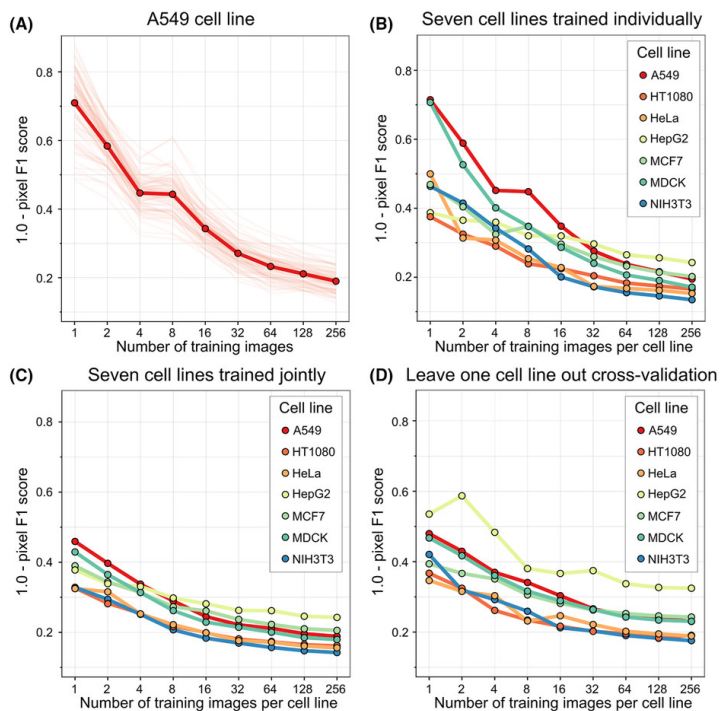 (A) A549 cell line
1.0 - pixel F1 score
0.8
0.6
0.4
0.2
1 2 4 8 16 32 64 128 256
Number of training images
(B) Seven cell lines trained individually
1.0 - pixel F1 score
0.8
0.6
0.4
0.2
Cell line
A549
HT1080
HeLa
HepG2
MCF7
MDCK
NIH3T3
1 2 4 8 16 32 64 128 256
Number of training images per cell line
(C) Seven cell lines trained jointly
1.0 - pixel F1 score
0.8
0.6
0.4
0.2
Cell line
A549
HT1080
HeLa
HepG2
MCF7
MDCK
NIH3T3
1 2 4 8 16 32 64 128 256
Number of training images per cell line
(D) Leave one cell line out cross-validation
1.0 - pixel F1 score
0.8
0.6
0.4
0.2
Cell line
A549
HT1080
HeLa
HepG2
MCF7
MDCK
NIH3T3
1 2 4 8 16 32 64 128 256
Number of training images per cell line